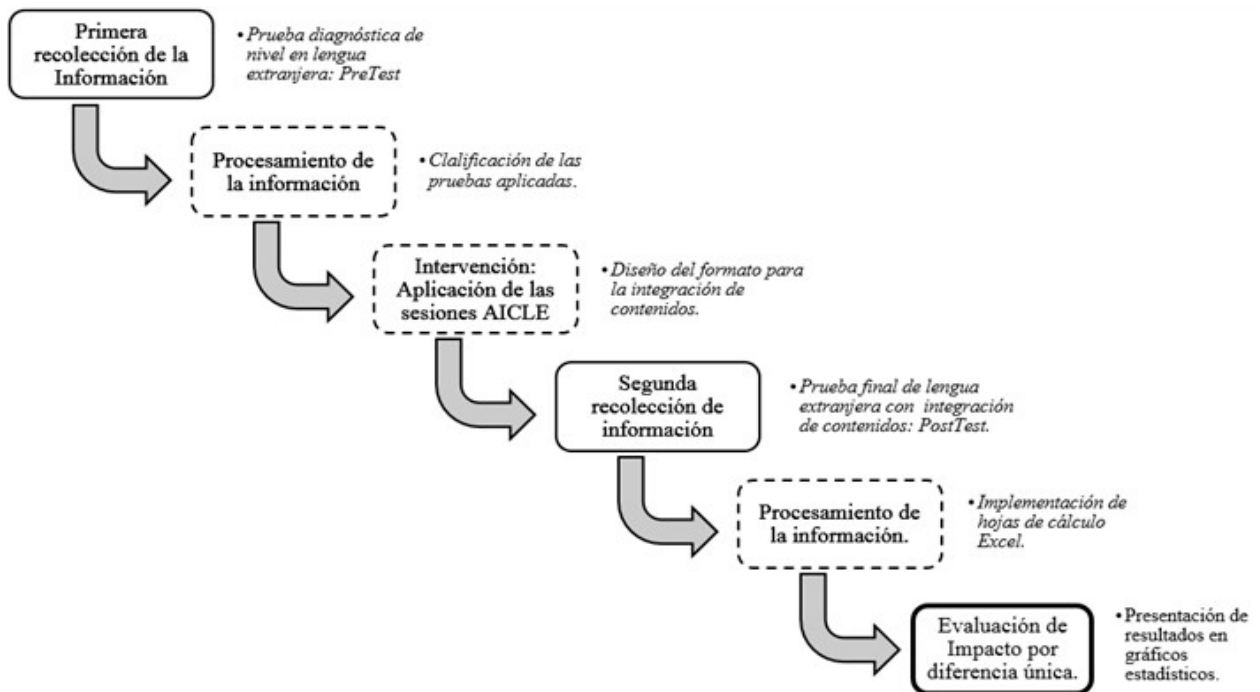 Primera
recolección de la
Información
•Prueba diagnóstica de
nivel en lengua
extranjera: PreTest
Procesamiento de
la información
•Clalificación de las
pruebas aplicadas.
Intervención:
Aplicación de las
sesiones AICLE
•Diseño del formato para
la integración de
contenidos.
Segunda
recolección de
información
•Prueba final de lengua
extranjera con integración
de contenidos: PostTest.
Procesamiento de
la información.
•Implementación de
hojas de cálculo
Excel.
Evaluación de
Impacto por
diferencia única.
•Presentación de
resultados en
gráficos
estadísticos.